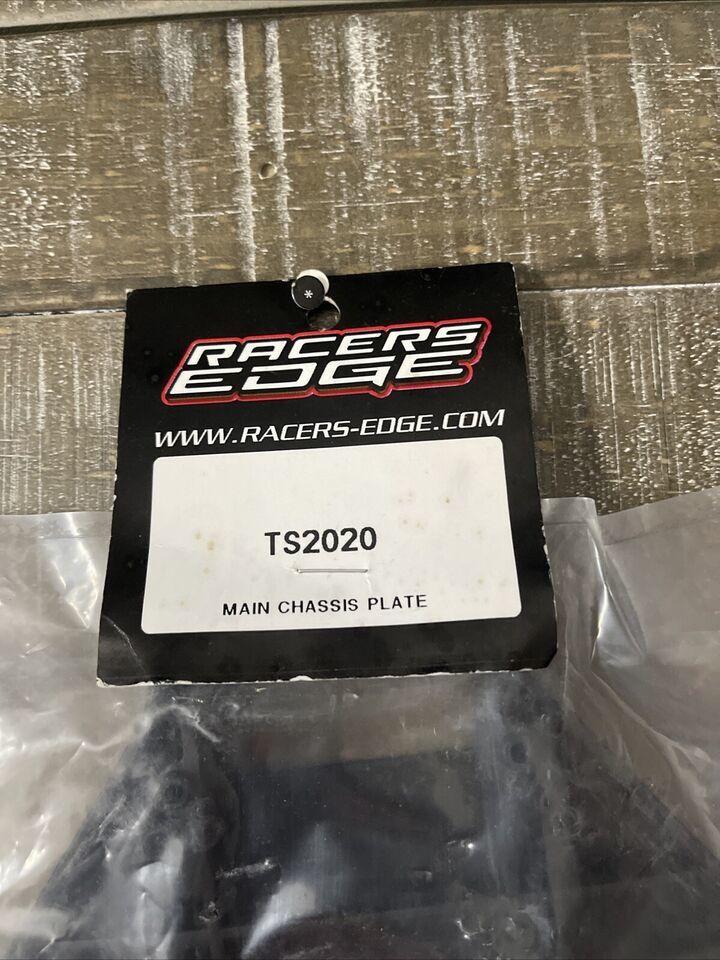 RACERS
EDGE
WWW.RACERS-EDGE.COM
TS2020
MAIN CHASSIS PLATE